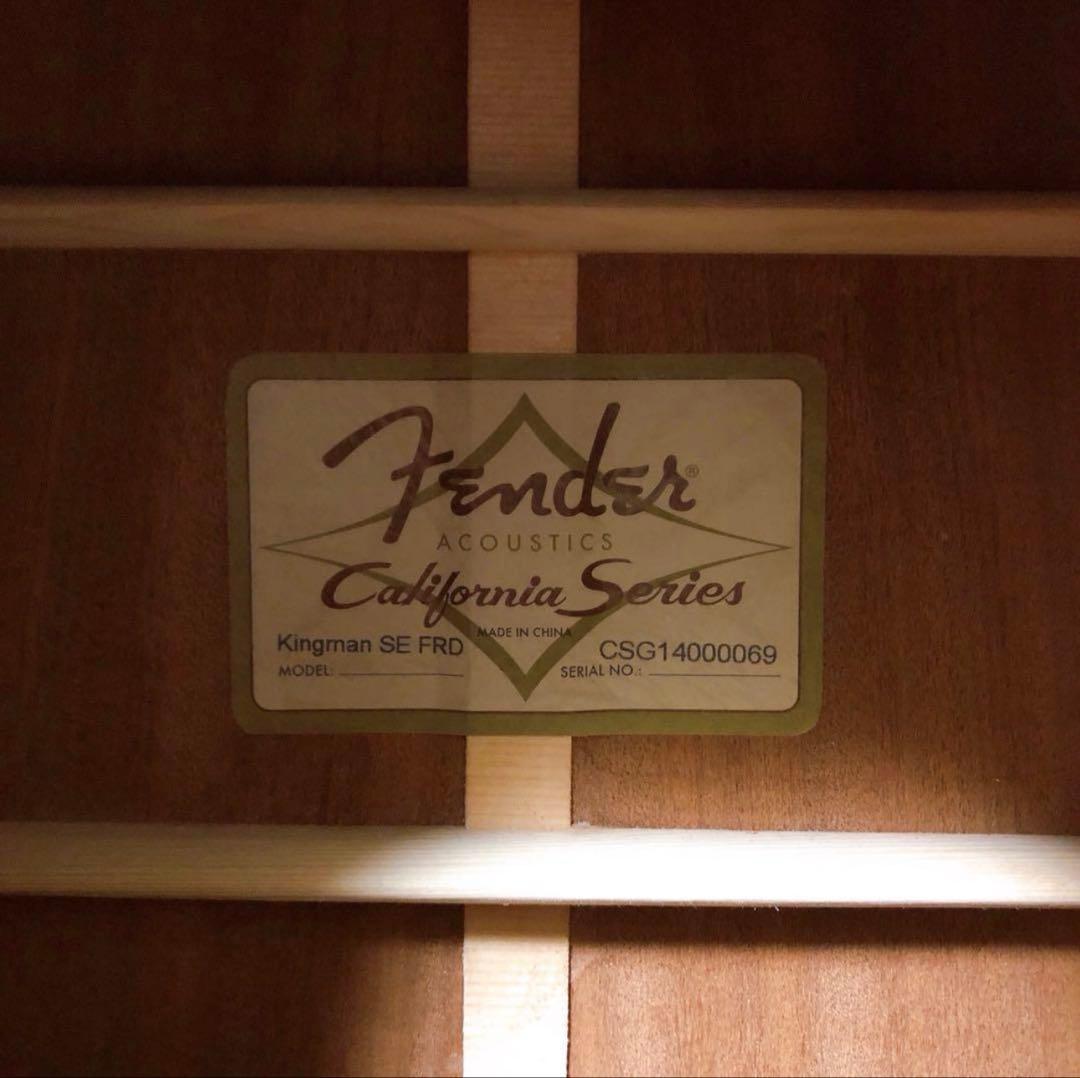 Fender®
ACOUSTICS
California Series
MADE IN CHINA
Kingman SE FRD CSG14000069
MODEL: SERIAL NO.: